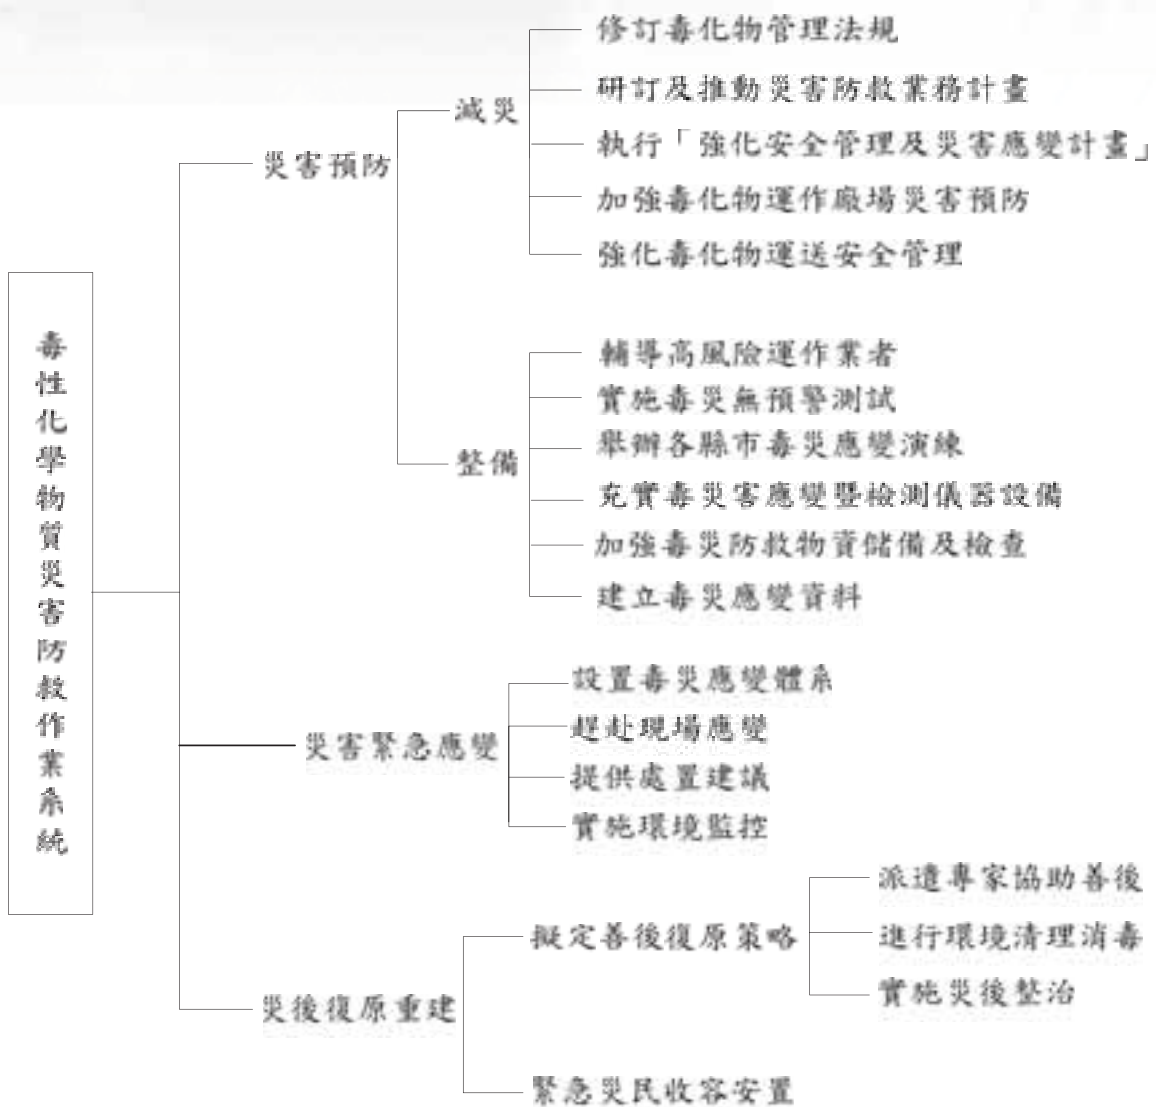 毒性化學物質災害防救作業系統
災害預防
減災
修訂毒化物管理法規
研訂及推動災害防救業務計畫
執行「強化安全管理及災害應變計畫」
加強毒化物運作廠場災害預防
強化毒化物運送安全管理
整備
輔導高風險運作業者
實施毒災無預警測試
舉辦各縣市毒災應變演練
充實毒災害應變暨檢測儀器設備
加強毒災防救物資儲備及檢查
建立毒災應變資料
災害緊急應變
設置毒災應變體系
趕赴現場應變
提供處置建議
實施環境監控
災後復原重建
擬定善後復原策略
派遣專家協助善後
進行環境清理消毒
實施災後整治
緊急災民收容安置